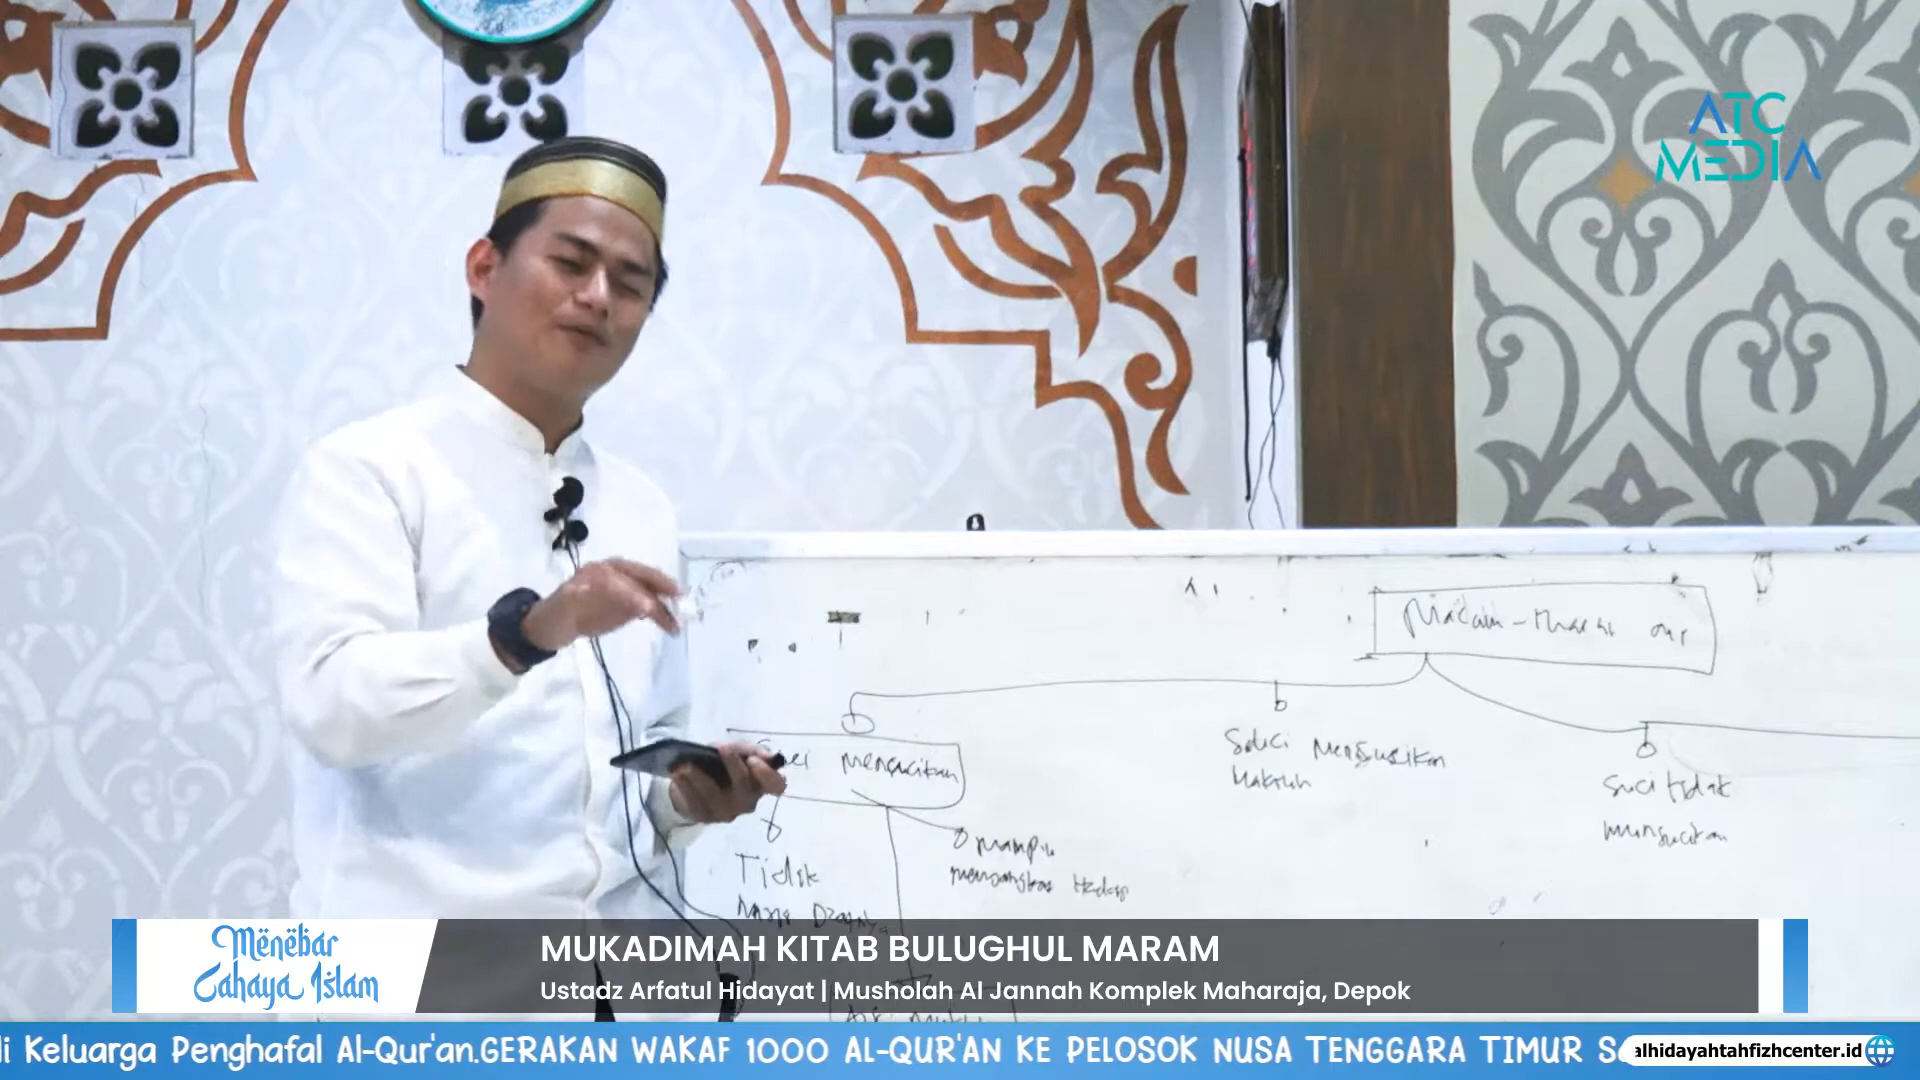 ATC
MEDIA
Macam-Macam air
mensucikan
Suci Mensucikan
Makruh
Suci tidak
mensucikan
mampu
mengangkat Hadas
Tidak
Menebar
Cahaya Islam
MUKADIMAH KITAB BULUGHUL MARAM
Ustadz Arfatul Hidayat | Musholah Al Jannah Komplek Maharaja, Depok
i Keluarga Penghafal Al-Qur'an.GERAKAN WAKAF 1000 AL-QUR'AN KE PELOSOK NUSA TENGGARA TIMUR
alhidayahtahfizhcenter.id